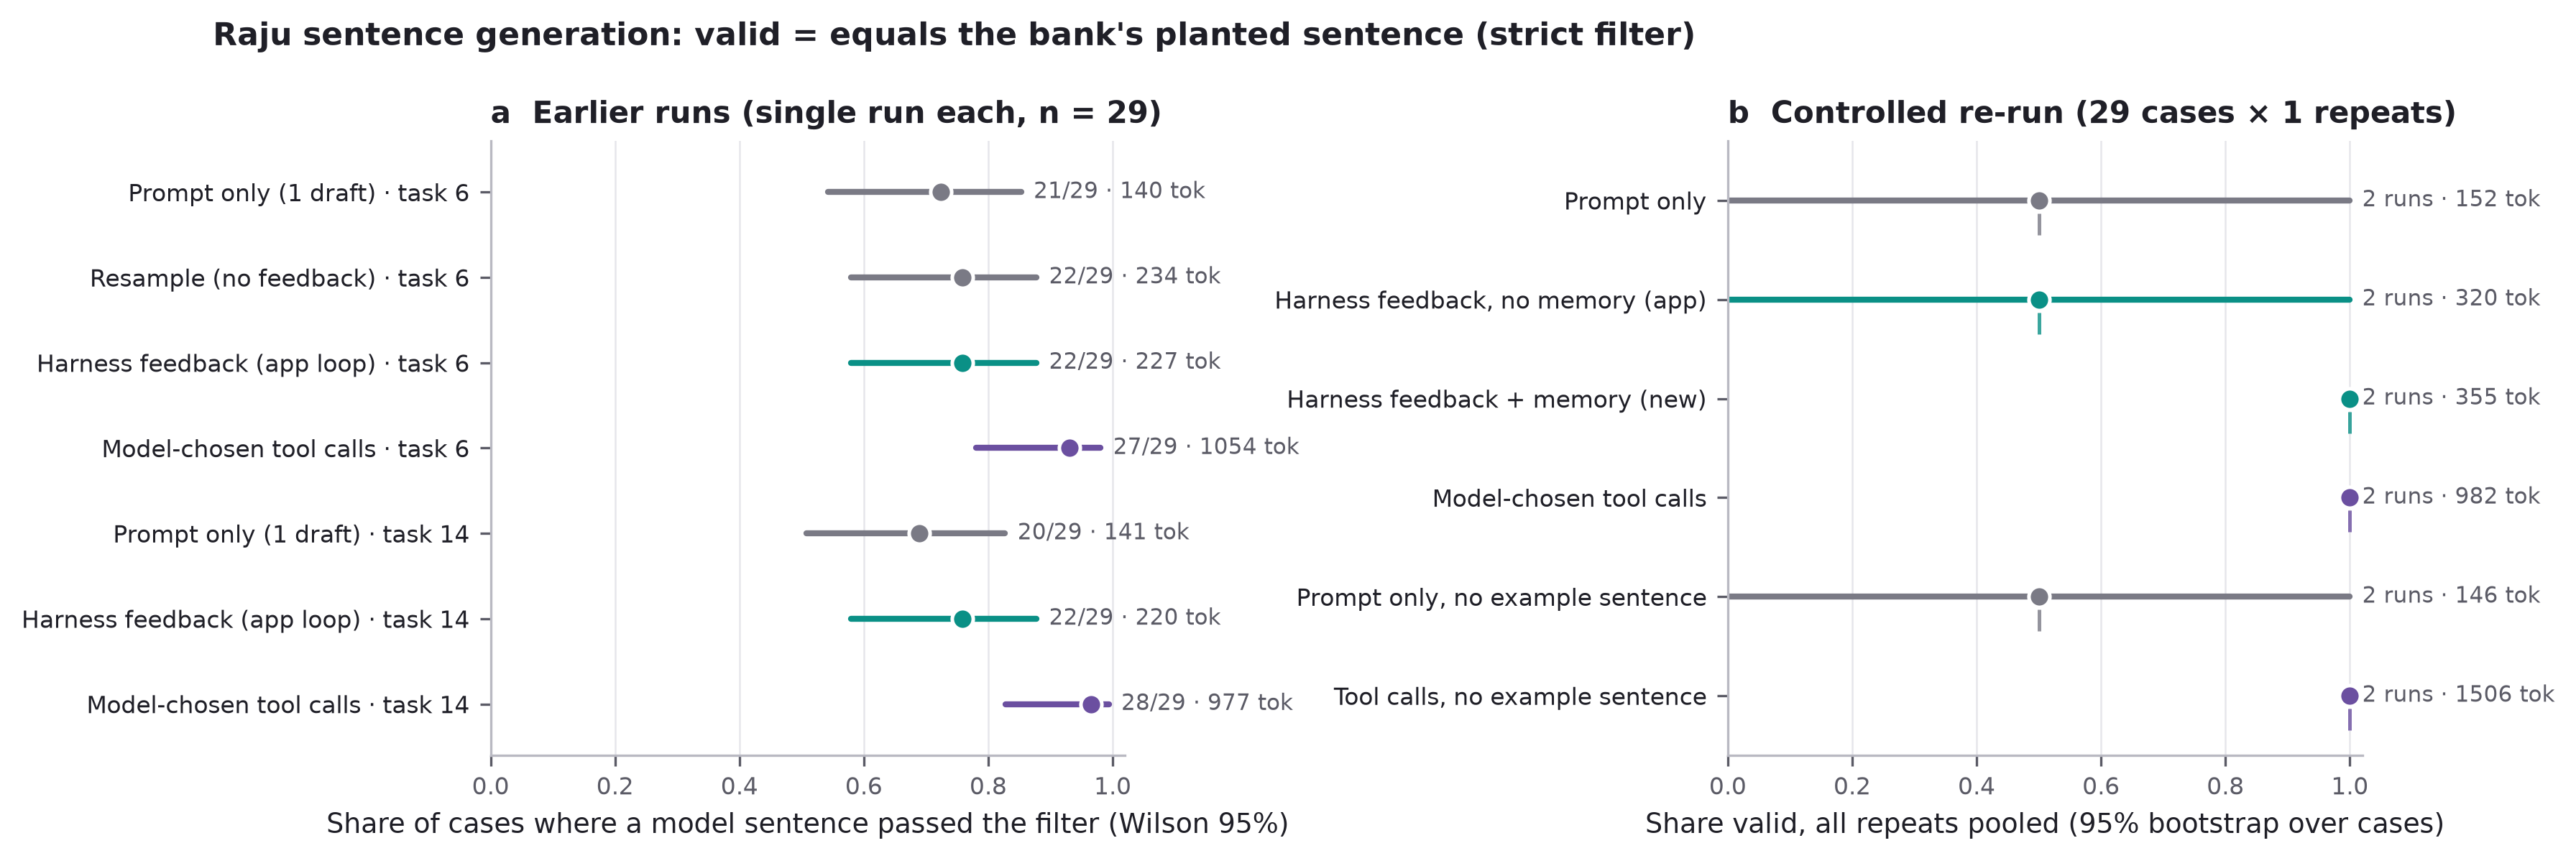 Raju sentence generation: valid = equals the bank's planted sentence (strict filter)
a Earlier runs (single run each, n = 29)
Prompt only (1 draft) · task 6
21/29 · 140 tok
Resample (no feedback) · task 6
22/29 · 234 tok
Harness feedback (app loop) · task 6
22/29 · 227 tok
Model-chosen tool calls · task 6
27/29 · 1054 tok
Prompt only (1 draft) · task 14
20/29 · 141 tok
Harness feedback (app loop) · task 14
22/29 · 220 tok
Model-chosen tool calls · task 14
28/29 · 977 tok
0.0 0.2 0.4 0.6 0.8 1.0
Share of cases where a model sentence passed the filter (Wilson 95%)
b Controlled re-run (29 cases × 1 repeats)
Prompt only
2 runs · 152 tok
Harness feedback, no memory (app)
2 runs · 320 tok
Harness feedback + memory (new)
2 runs · 355 tok
Model-chosen tool calls
2 runs · 982 tok
Prompt only, no example sentence
2 runs · 146 tok
Tool calls, no example sentence
2 runs · 1506 tok
0.0 0.2 0.4 0.6 0.8 1.0
Share valid, all repeats pooled (95% bootstrap over cases)